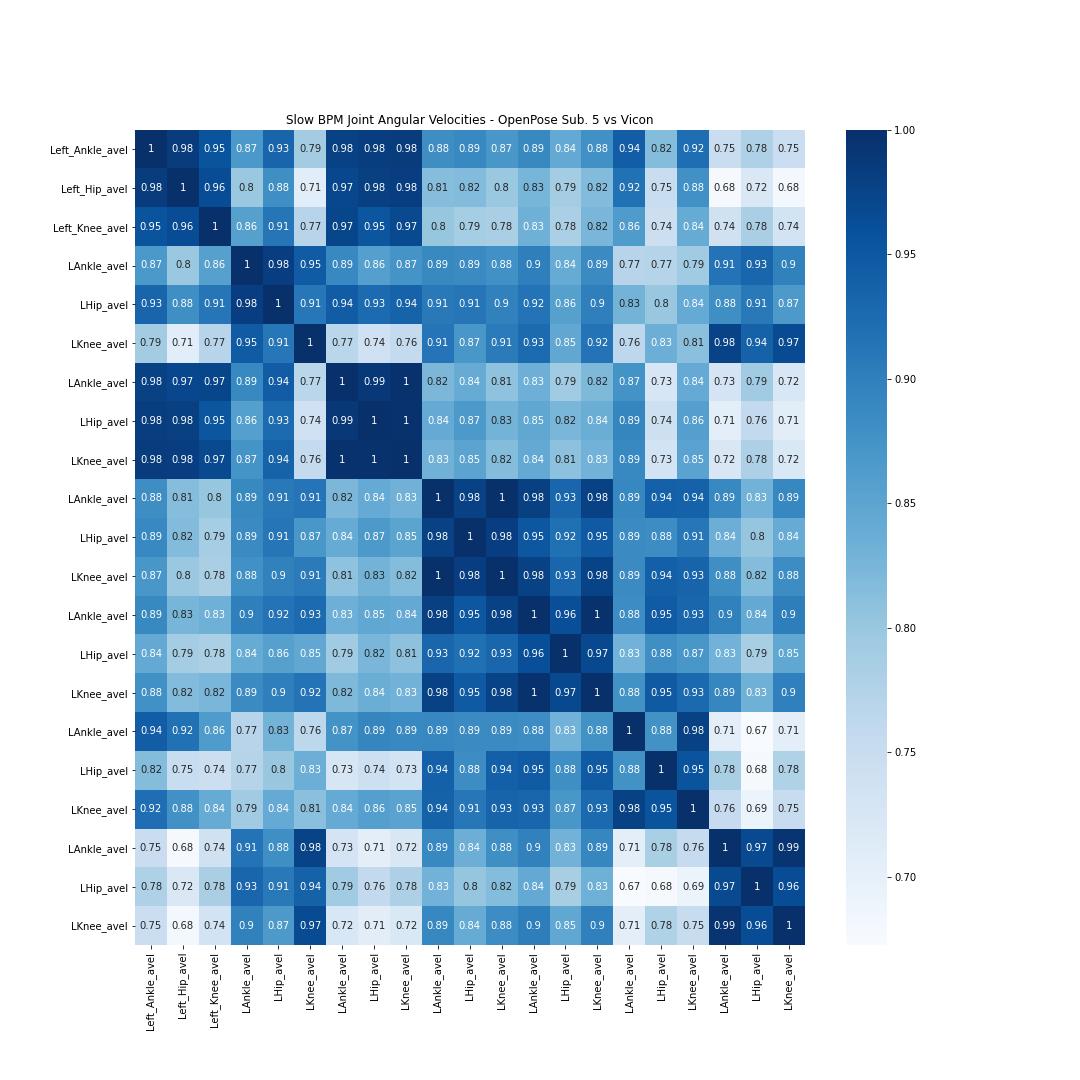 Slow BPM Joint Angular Velocities - OpenPose Sub. 5 vs Vicon
Left_Ankle_avel 1 0.98 0.95 0.87 0.93 0.79 0.98 0.98 0.98 0.88 0.89 0.87 0.89 0.84 0.88 0.94 0.82 0.92 0.75 0.78 0.75
Left_Hip_avel 0.98 1 0.96 0.8 0.88 0.71 0.97 0.98 0.98 0.81 0.82 0.8 0.83 0.79 0.82 0.92 0.75 0.88 0.68 0.72 0.68
Left_Knee_avel 0.95 0.96 1 0.86 0.91 0.77 0.97 0.95 0.97 0.8 0.79 0.78 0.83 0.78 0.82 0.86 0.74 0.84 0.74 0.78 0.74
LAnkle_avel 0.87 0.8 0.86 1 0.98 0.95 0.89 0.86 0.87 0.89 0.89 0.88 0.9 0.84 0.89 0.77 0.77 0.79 0.91 0.93 0.9
LHip_avel 0.93 0.88 0.91 0.98 1 0.91 0.94 0.93 0.94 0.91 0.91 0.9 0.92 0.86 0.9 0.83 0.8 0.84 0.88 0.91 0.87
LKnee_avel 0.79 0.71 0.77 0.95 0.91 1 0.77 0.74 0.76 0.91 0.87 0.91 0.93 0.85 0.92 0.76 0.83 0.81 0.98 0.94 0.97
LAnkle_avel 0.98 0.97 0.97 0.89 0.94 0.77 1 0.99 1 0.82 0.84 0.81 0.83 0.79 0.82 0.87 0.73 0.84 0.73 0.79 0.72
LHip_avel 0.98 0.98 0.95 0.86 0.93 0.74 0.99 1 1 0.84 0.87 0.83 0.85 0.82 0.84 0.89 0.74 0.86 0.71 0.76 0.71
LKnee_avel 0.98 0.98 0.97 0.87 0.94 0.76 1 1 1 0.83 0.85 0.82 0.84 0.81 0.83 0.89 0.73 0.85 0.72 0.78 0.72
LAnkle_avel 0.88 0.81 0.8 0.89 0.91 0.91 0.82 0.84 0.83 1 0.98 1 0.98 0.93 0.98 0.89 0.94 0.94 0.89 0.83 0.89
LHip_avel 0.89 0.82 0.79 0.89 0.91 0.87 0.84 0.87 0.85 0.98 1 0.98 0.95 0.92 0.95 0.89 0.88 0.91 0.84 0.8 0.84
LKnee_avel 0.87 0.8 0.78 0.88 0.9 0.91 0.81 0.83 0.82 1 0.98 1 0.98 0.93 0.98 0.89 0.94 0.93 0.88 0.82 0.88
LAnkle_avel 0.89 0.83 0.83 0.9 0.92 0.93 0.83 0.85 0.84 0.98 0.95 0.98 1 0.96 1 0.88 0.95 0.93 0.9 0.84 0.9
LHip_avel 0.84 0.79 0.78 0.84 0.86 0.85 0.79 0.82 0.81 0.93 0.92 0.93 0.96 1 0.97 0.83 0.88 0.87 0.83 0.79 0.85
LKnee_avel 0.88 0.82 0.82 0.89 0.9 0.92 0.82 0.84 0.83 0.98 0.95 0.98 1 0.97 1 0.88 0.95 0.93 0.89 0.83 0.9
LAnkle_avel 0.94 0.92 0.86 0.77 0.83 0.76 0.87 0.89 0.89 0.89 0.89 0.89 0.88 0.83 0.88 1 0.88 0.98 0.71 0.67 0.71
LHip_avel 0.82 0.75 0.74 0.77 0.8 0.83 0.73 0.74 0.73 0.94 0.88 0.94 0.95 0.88 0.95 0.88 1 0.95 0.78 0.68 0.78
LKnee_avel 0.92 0.88 0.84 0.79 0.84 0.81 0.84 0.86 0.85 0.94 0.91 0.93 0.93 0.87 0.93 0.98 0.95 1 0.76 0.69 0.75
LAnkle_avel 0.75 0.68 0.74 0.91 0.88 0.98 0.73 0.71 0.72 0.89 0.84 0.88 0.9 0.83 0.89 0.71 0.78 0.76 1 0.97 0.99
LHip_avel 0.78 0.72 0.78 0.93 0.91 0.94 0.79 0.76 0.78 0.83 0.8 0.82 0.84 0.79 0.83 0.67 0.68 0.69 0.97 1 0.96
LKnee_avel 0.75 0.68 0.74 0.9 0.87 0.97 0.72 0.71 0.72 0.89 0.84 0.88 0.9 0.85 0.9 0.71 0.78 0.75 0.99 0.96 1
Left_Ankle_avel
Left_Hip_avel
Left_Knee_avel
LAnkle_avel
LHip_avel
LKnee_avel
LAnkle_avel
LHip_avel
LKnee_avel
LAnkle_avel
LHip_avel
LKnee_avel
LAnkle_avel
LHip_avel
LKnee_avel
LAnkle_avel
LHip_avel
LKnee_avel
LAnkle_avel
LHip_avel
LKnee_avel
1.00
0.95
0.90
0.85
0.80
0.75
0.70